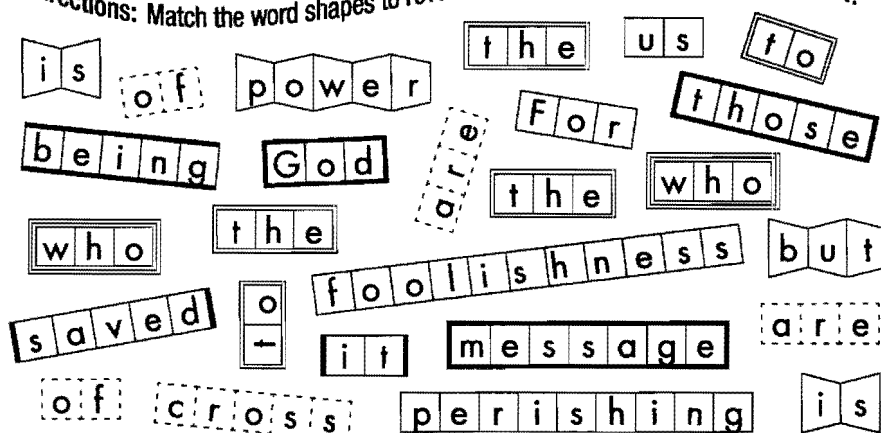 Directions: Match the word shapes to
the us to
is of power
For those
being God are
the who
who the
foolishness but
saved to it message are
of cross perishing is